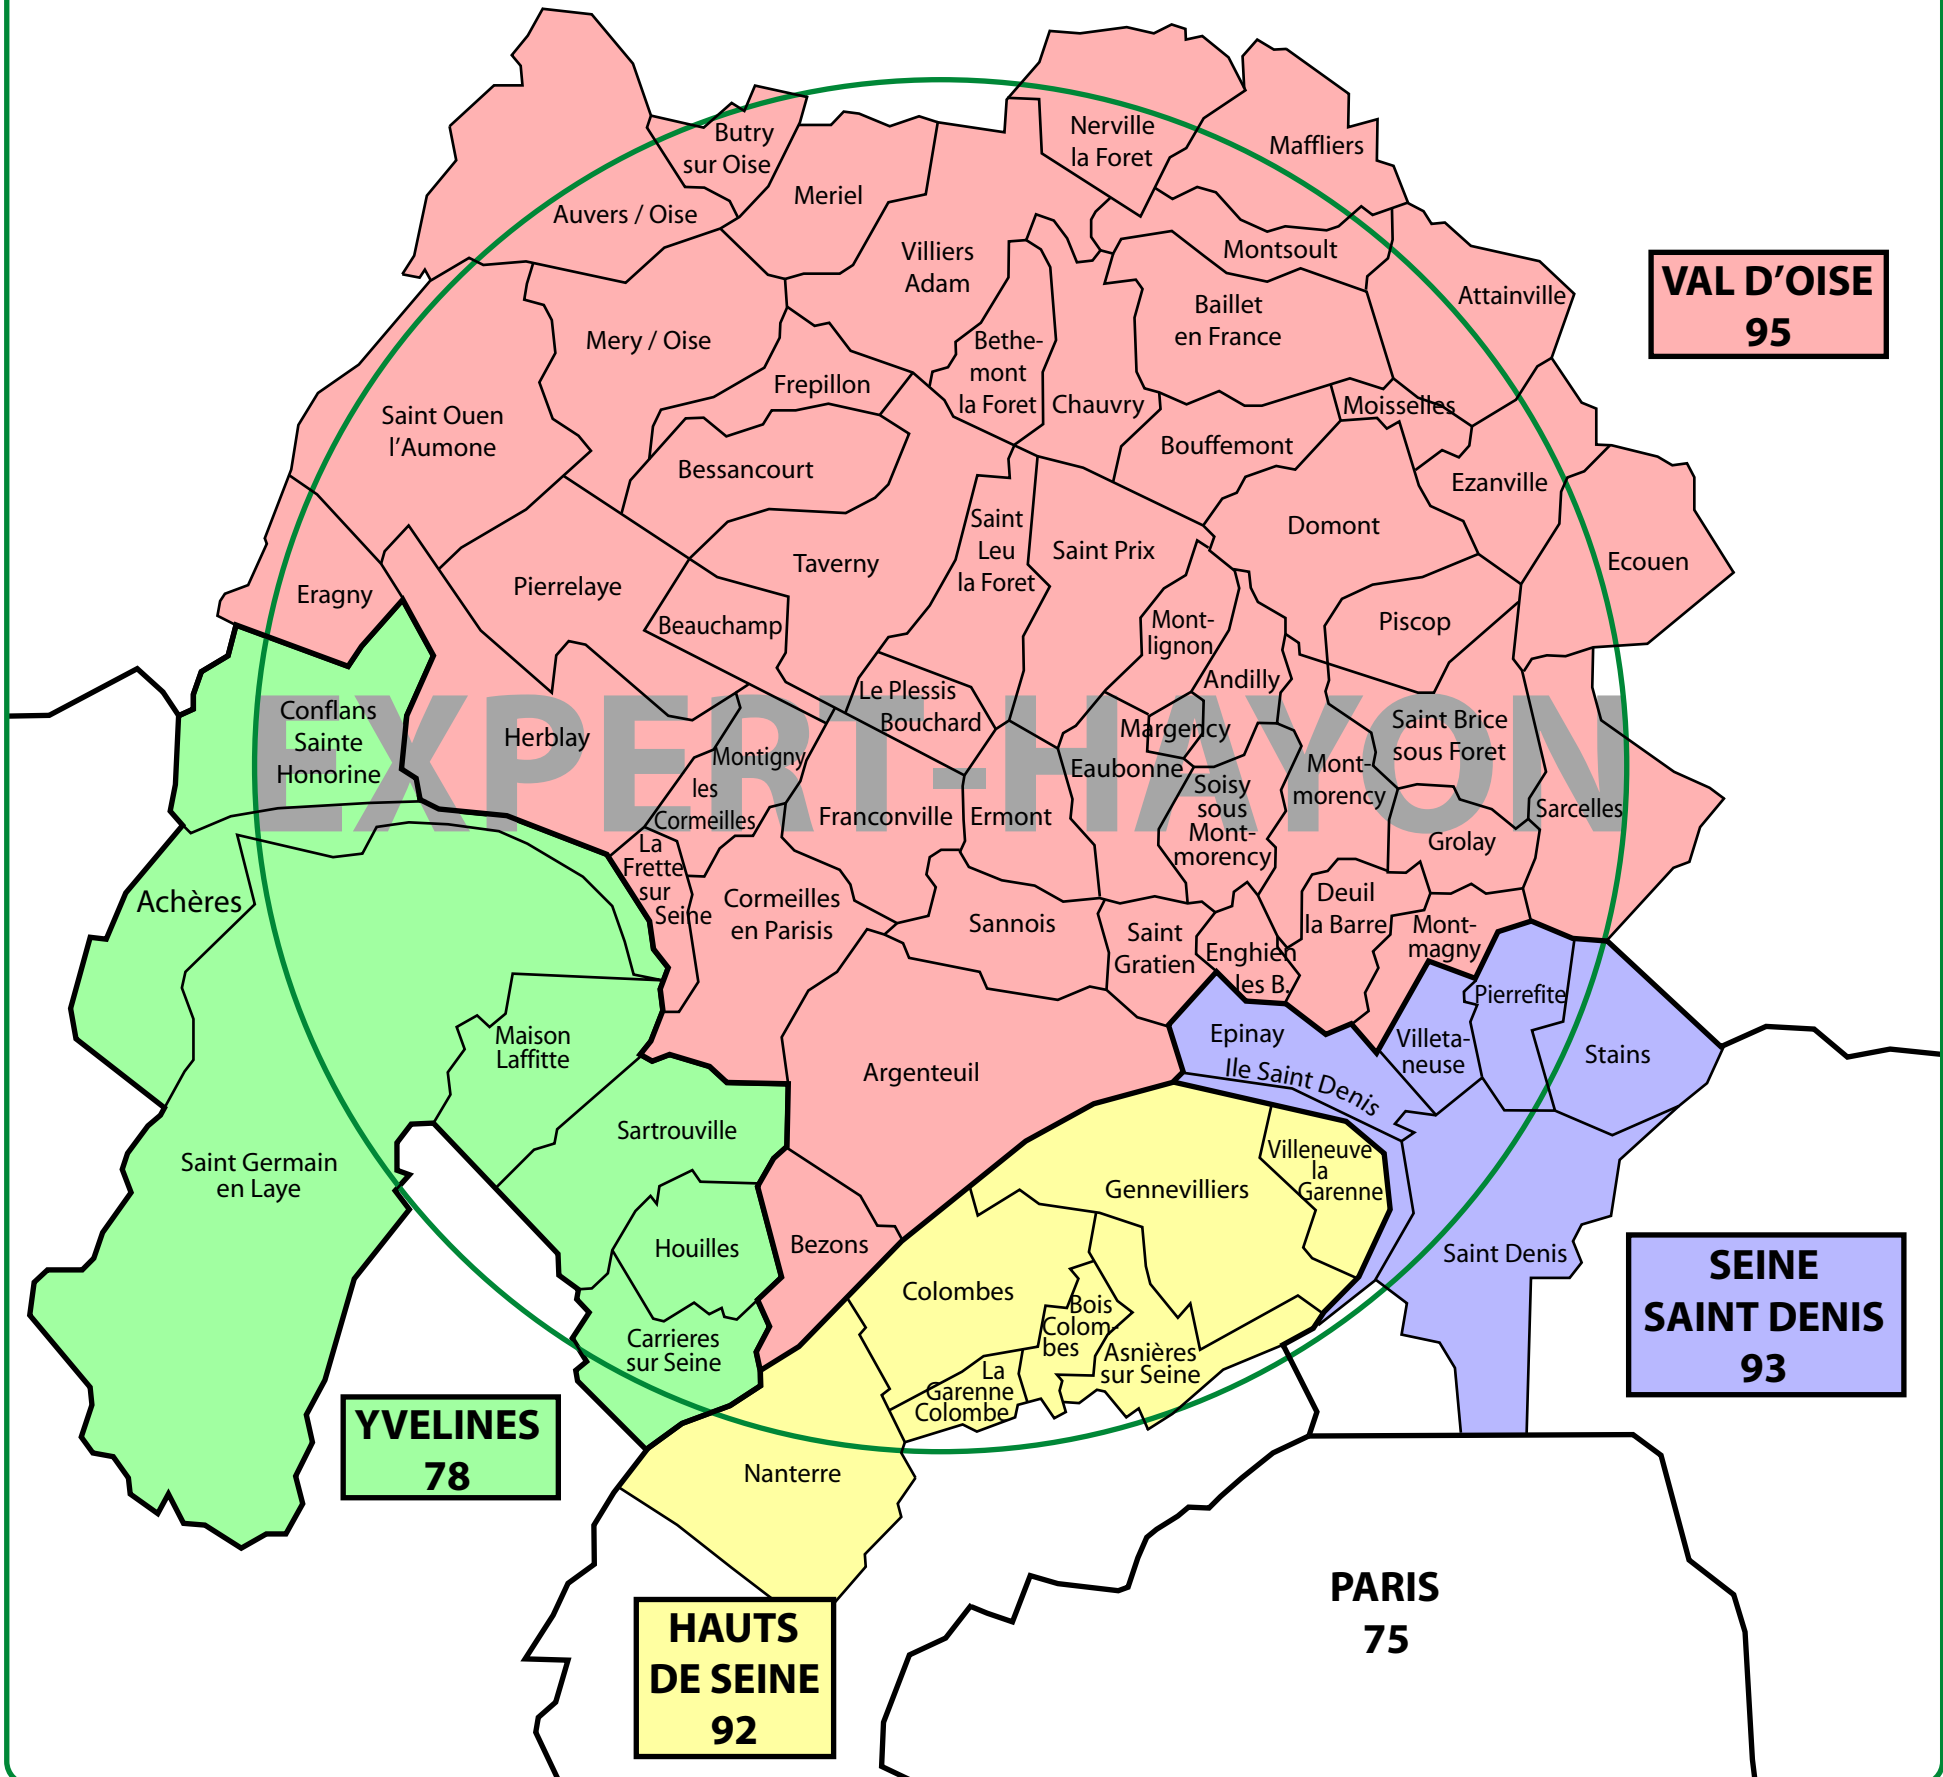 Butry
sur Oise
Nerville
la Foret
Maffliers
Auvers / Oise
Meriel
Villiers
Adam
Montsoult
Attainville
VAL D’OISE
95
Baillet
en France
Mery / Oise
Bethe-
mont
la Foret
Frepillon
Chauvry
Moisselles
Saint Ouen
l’Aumone
Bouffemont
Bessancourt
Ezanville
Saint
Leu
la Foret
Domont
Saint Prix
Taverny
Ecouen
Eragny
Pierrelaye
Beauchamp
Mont-
lignon
Piscop
Andilly
Le Plessis
Bouchard
EXPERT-HAYON
Conflans
Sainte
Honorine
Herblay
Margency
Saint Brice
sous Foret
Montigny
les
Cormeilles
Eaubonne
Mont-
morency
Soisy
sous
Mont-
morency
Franconville
Ermont
Sarcelles
Grolay
La
Frette
sur
Seine
Achères
Cormeilles
en Parisis
Deuil
la Barre
Sannois
Saint
Gratien
Enghien
les B.
Mont-
magny
Pierrefite
Maison
Laffitte
Epinay
Villeta-
neuse
Stains
Argenteuil
Ile Saint Denis
Sartrouville
Saint Germain
en Laye
Villeneuve
la
Garenne
Gennevilliers
Houilles
Bezons
Saint Denis
SEINE
SAINT DENIS
93
Colombes
Bois
Colom-
bes
Carrieres
sur Seine
Asnières
sur Seine
La
Garenne
Colombe
YVELINES
78
Nanterre
PARIS
75
HAUTS
DE SEINE
92